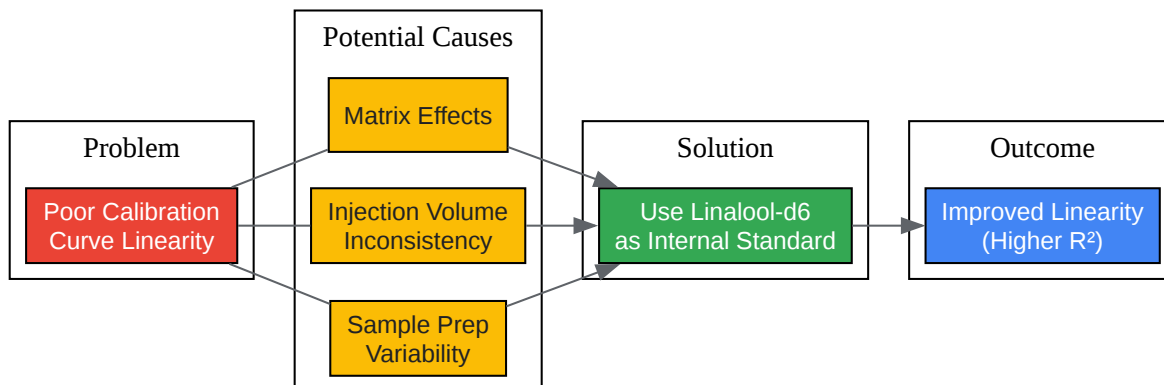 Potential Causes
Matrix Effects
Problem
Solution
Outcome
Poor Calibration
Curve Linearity
Injection Volume
Inconsistency
Use Linalool-d6
as Internal Standard
Improved Linearity
(Higher R²)
Sample Prep
Variability